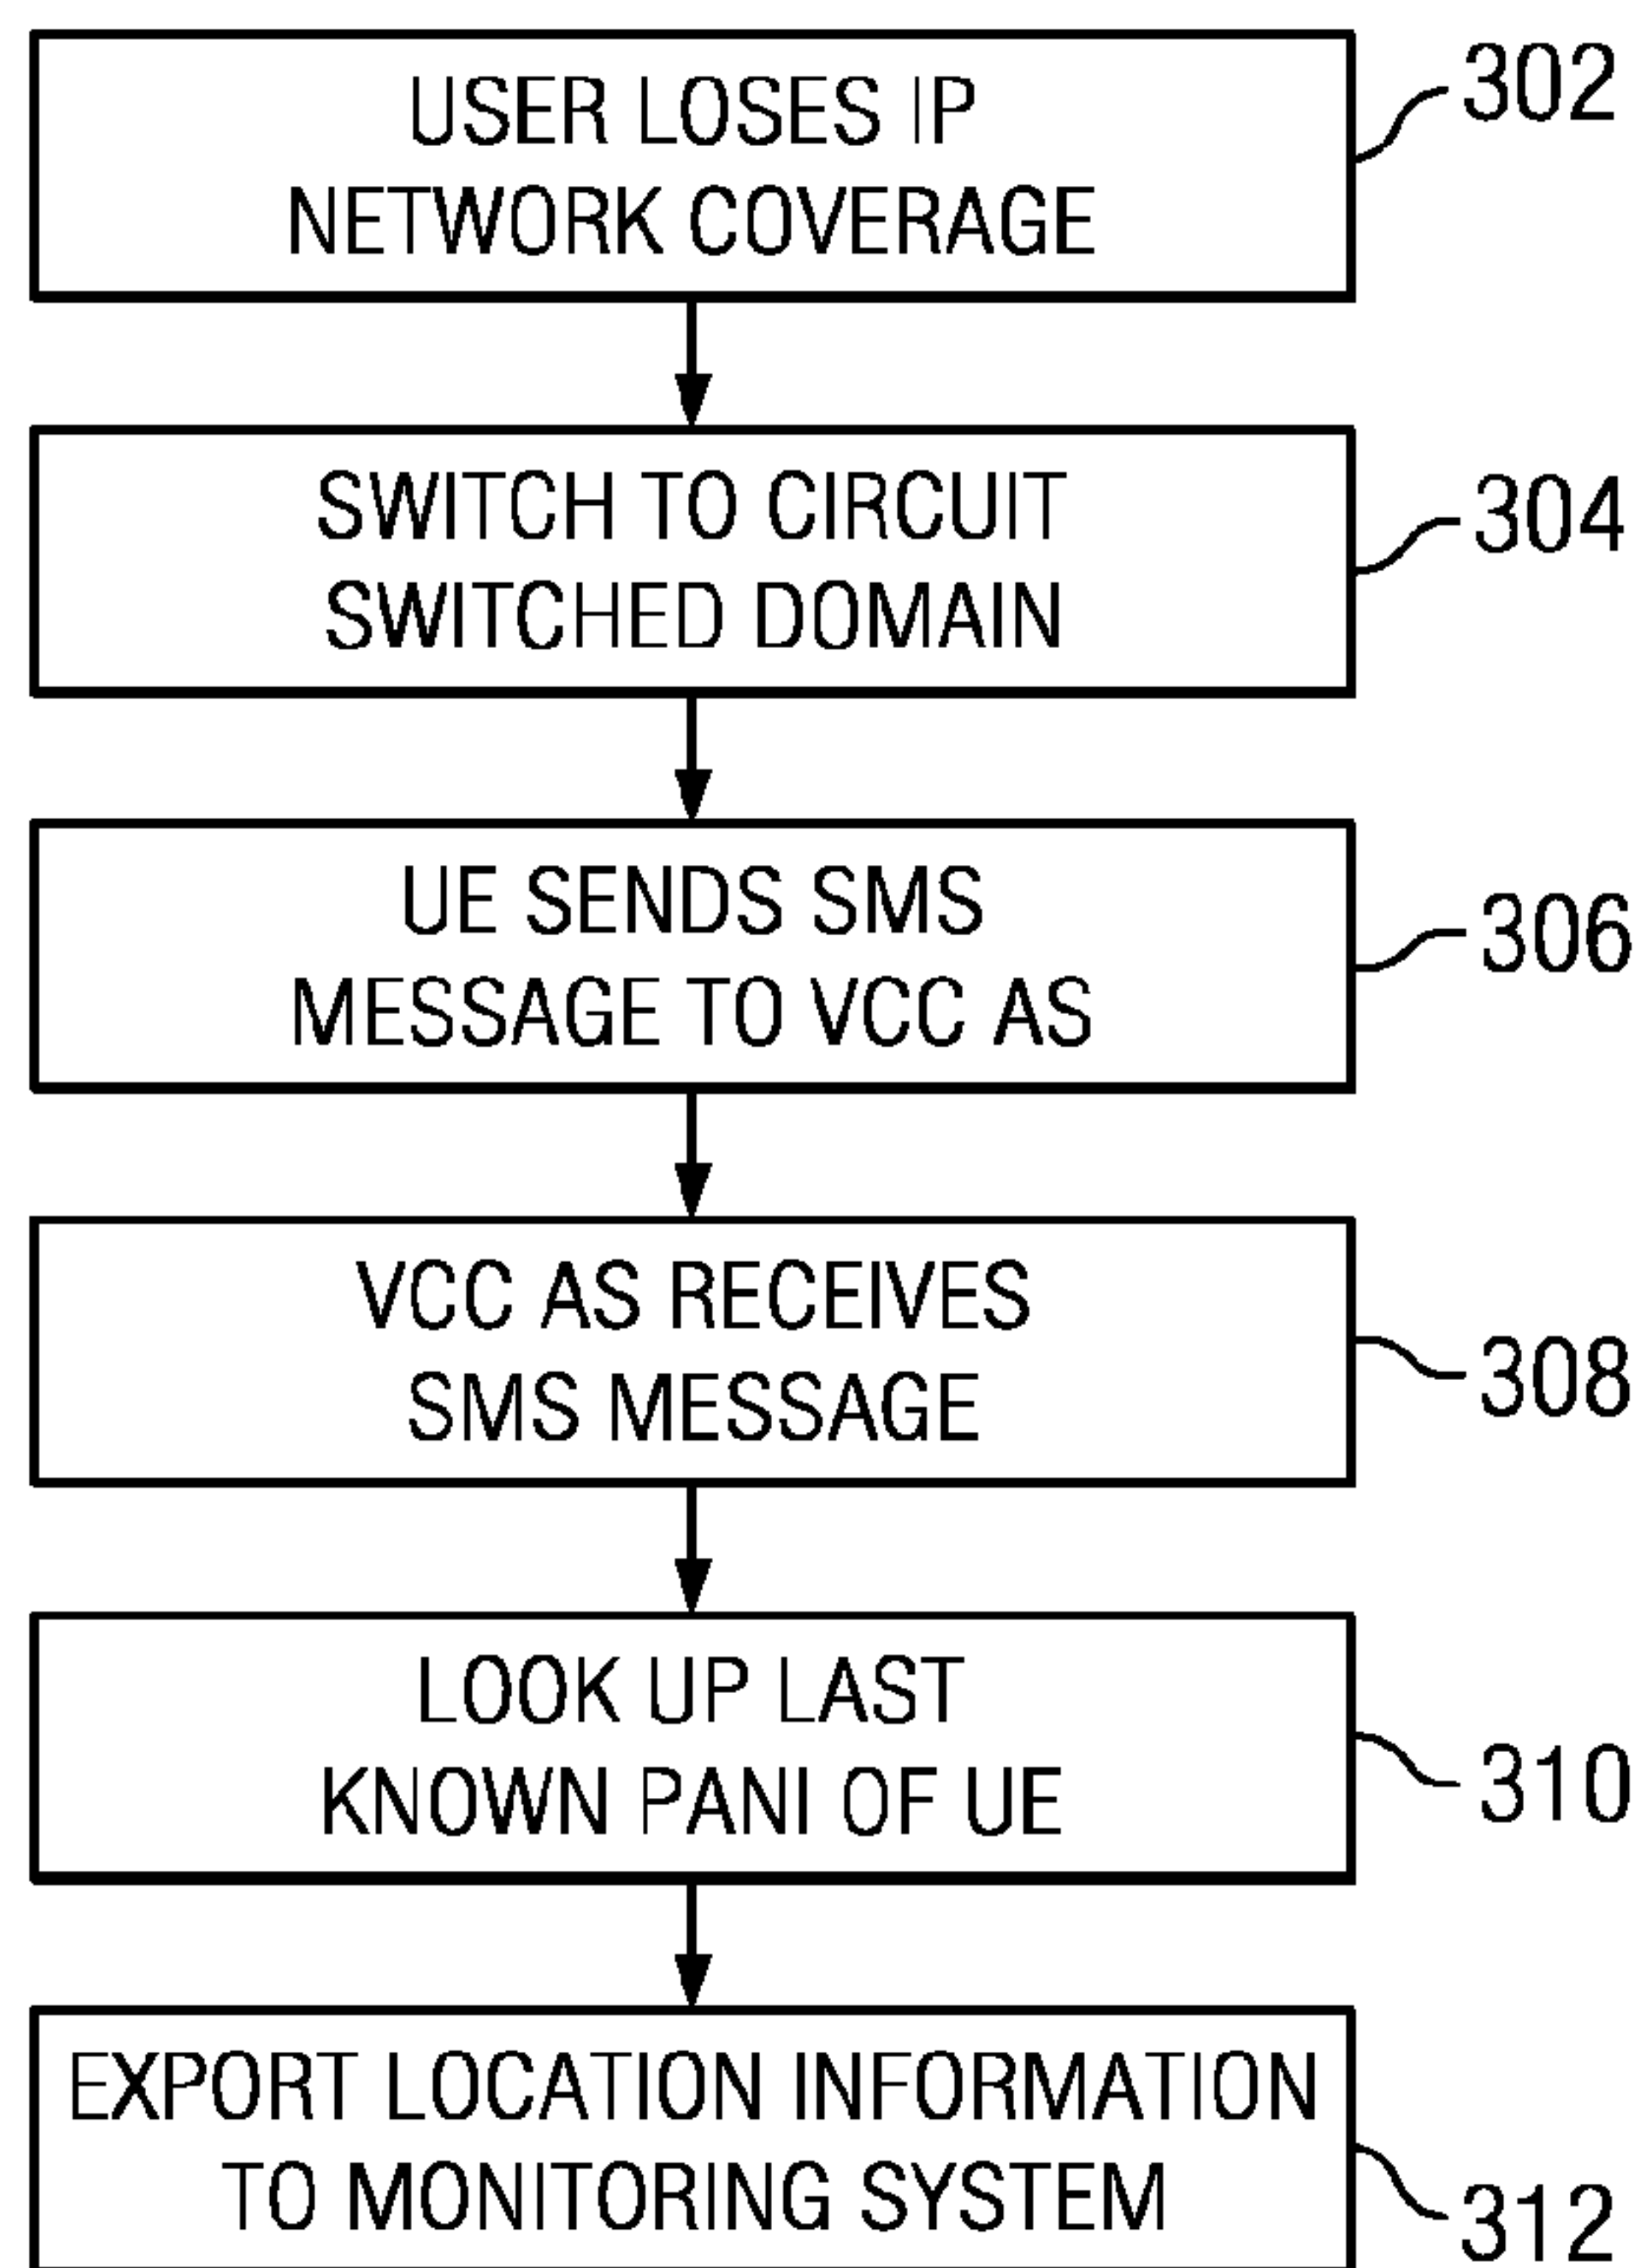 USER LOSES IP
NETWORK COVERAGE
302
SWITCH TO CIRCUIT
SWITCHED DOMAIN
304
UE SENDS SMS
MESSAGE TO VCC AS
306
VCC AS RECEIVES
SMS MESSAGE
308
LOOK UP LAST
KNOWN PANI OF UE
310
EXPORT LOCATION INFORMATION
TO MONITORING SYSTEM
312